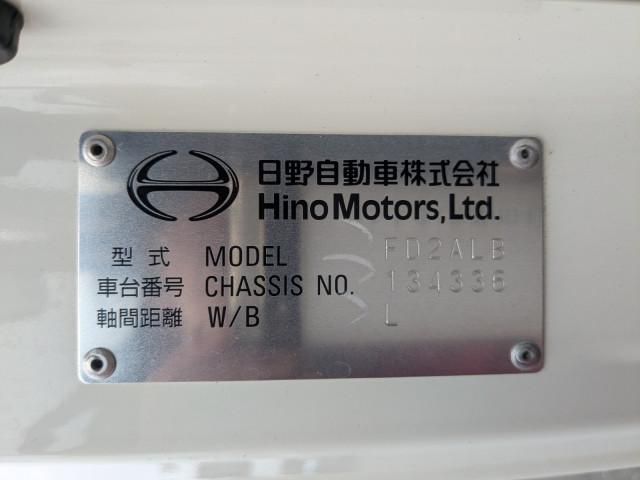 日野自動車株式会社
Hino Motors, Ltd.
型式 MODEL FD2ALB
車台番号 CHASSIS NO. 134336
軸間距離 W/B L